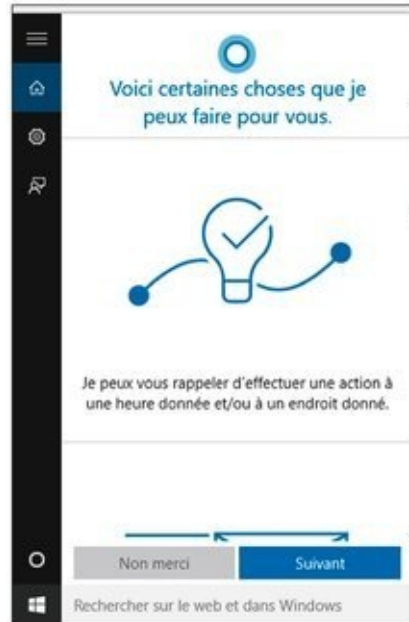 Voici certaines choses que je
peux faire pour vous.
Je peux vous rappeler d'effectuer une action à
une heure donnée et/ou à un endroit donné.
Non merci
Suivant
Rechercher sur le web et dans Windows